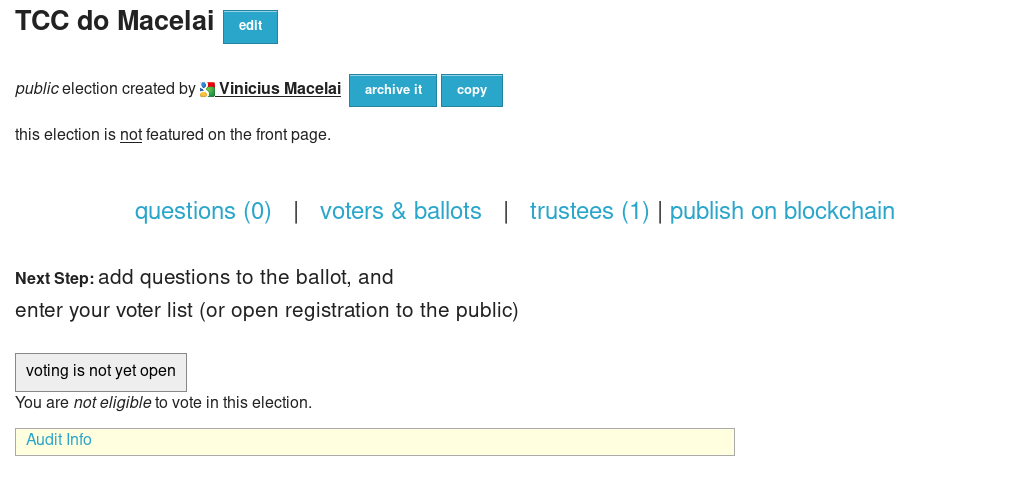 TCC do Macelai edit
public election created by Vinicius Macelai archive it copy
this election is not featured on the front page.
questions (0) | voters & ballots | trustees (1) | publish on blockchain
Next Step: add questions to the ballot, and
enter your voter list (or open registration to the public)
voting is not yet open
You are not eligible to vote in this election.
Audit Info